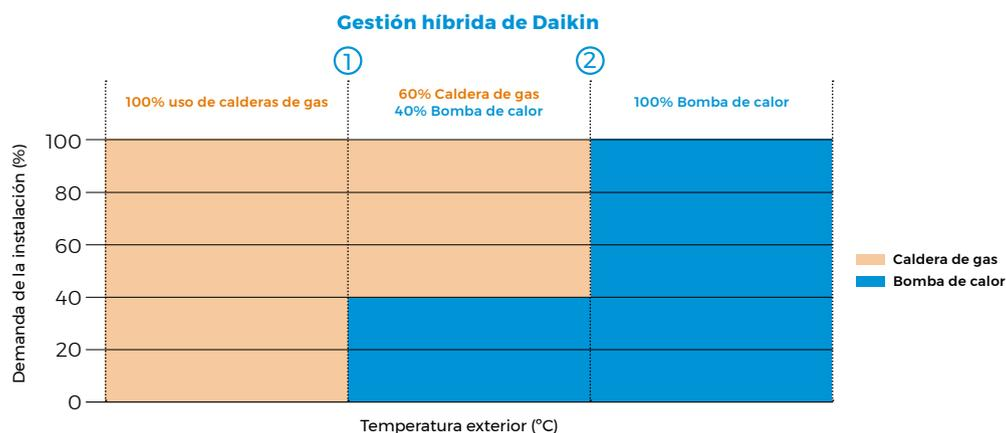 Gestión híbrida de Daikin
1
2
100% uso de calderas de gas
60% Caldera de gas
40% Bomba de calor
100% Bomba de calor
Demanda de la instalación (%)
100
80
60
40
20
0
Temperatura exterior (ºC)
Caldera de gas
Bomba de calor